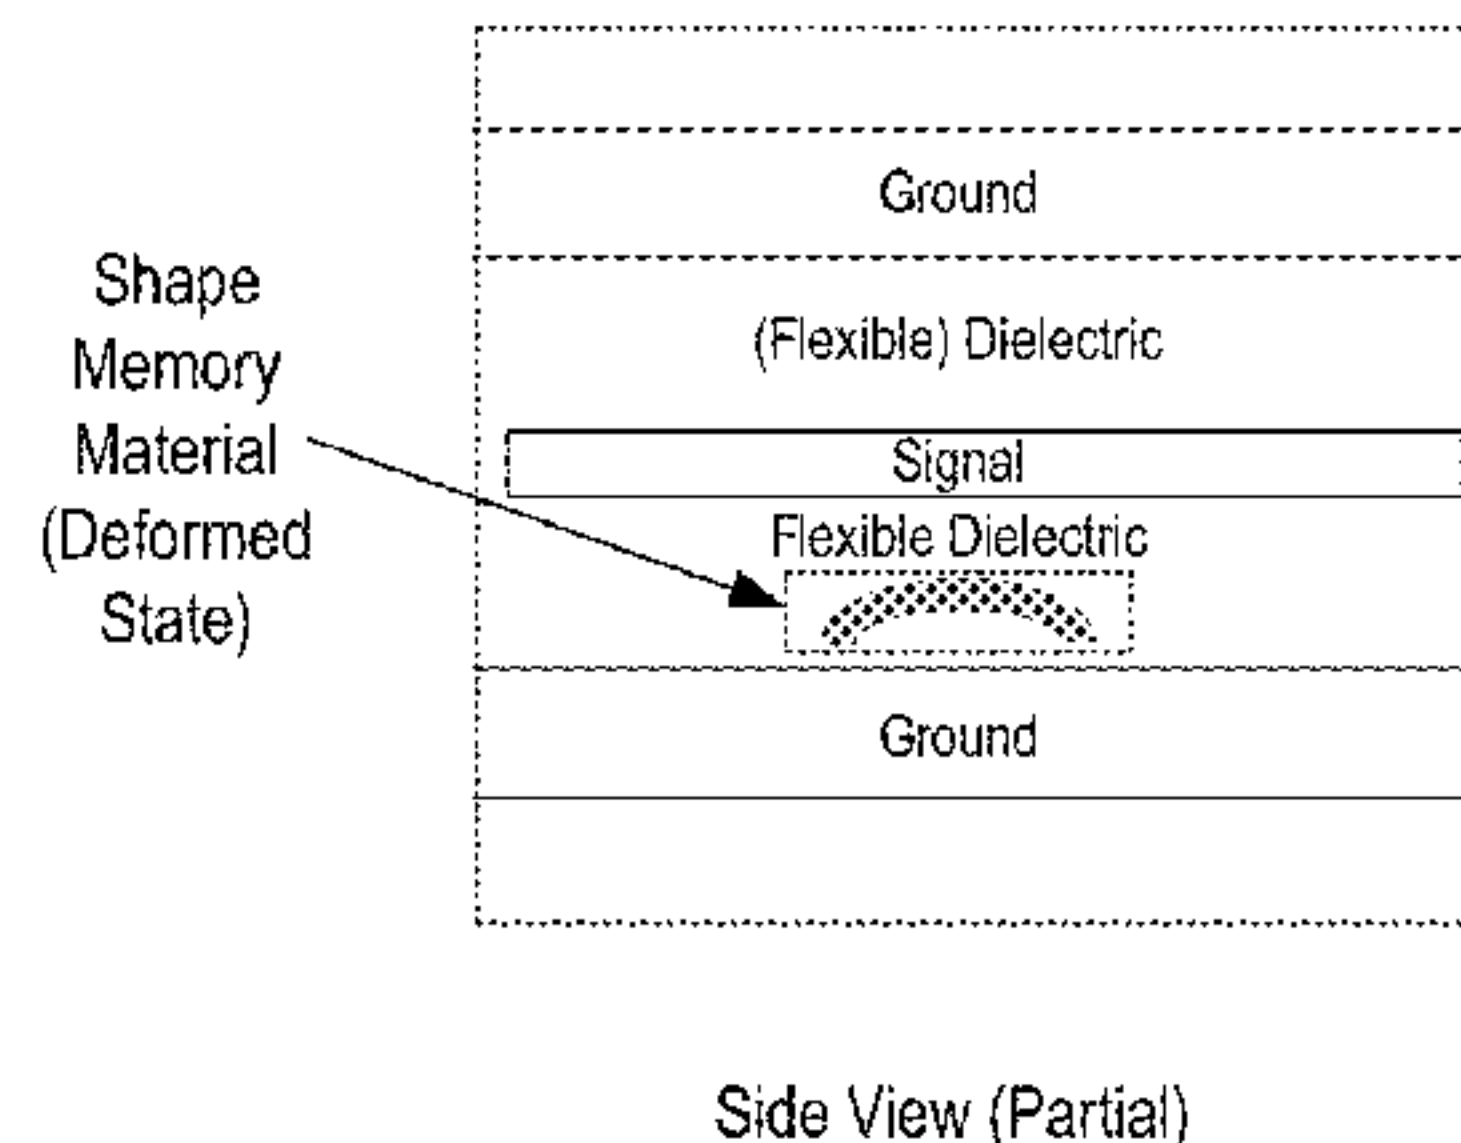 Ground
Shape
Memory
Material
(Deformed
State)
(Flexible) Dielectric
Signal
Flexible Dielectric
Ground
Side View (Partial)